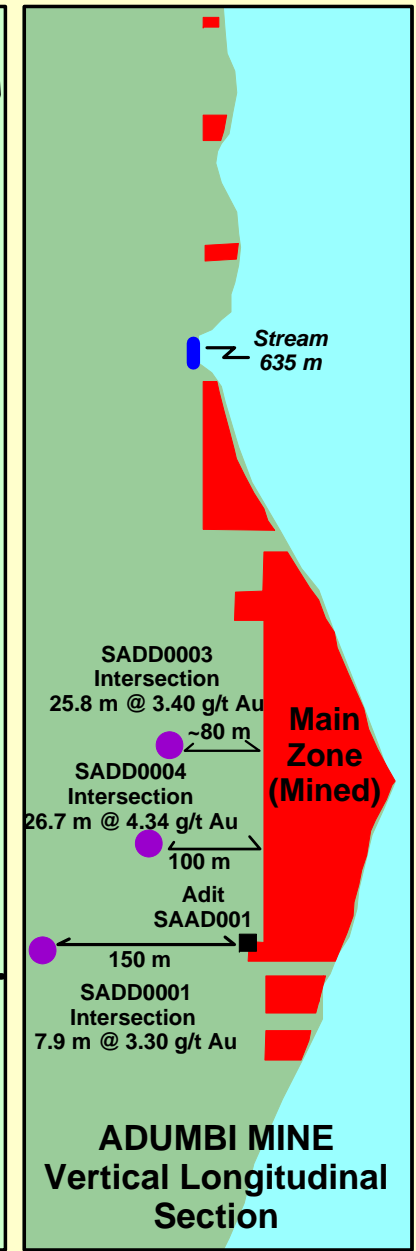 Stream
635 m
SADD0003
Intersection
25.8 m @ 3.40 g/t Au
~80 m
Main
Zone
(Mined)
SADD0004
Intersection
26.7 m @ 4.34 g/t Au
100 m
Adit
SAAD001
150 m
SADD0001
Intersection
7.9 m @ 3.30 g/t Au
ADUMBI MINE
Vertical Longitudinal
Section